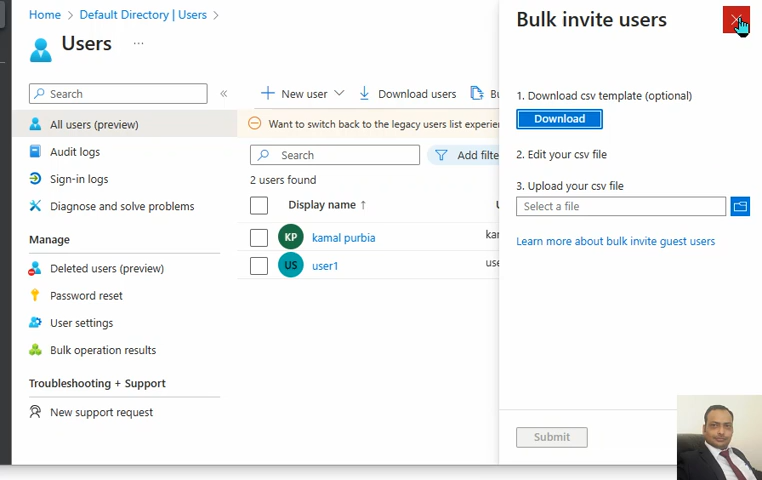 Home > Default Directory | Users >
Users ...
Search «
All users (preview)
Audit logs
Sign-in logs
Diagnose and solve problems
Manage
Deleted users (preview)
Password reset
User settings
Bulk operation results
Troubleshooting + Support
New support request
New user Download users
Want to switch back to the legacy users list
Search Add filte
2 users found
Display name ↑
KP kamal purbia
US user1
Bulk invite users
1. Download csv template (optional)
Download
2. Edit your csv file
3. Upload your csv file
Select a file
Learn more about bulk invite guest users
Submit